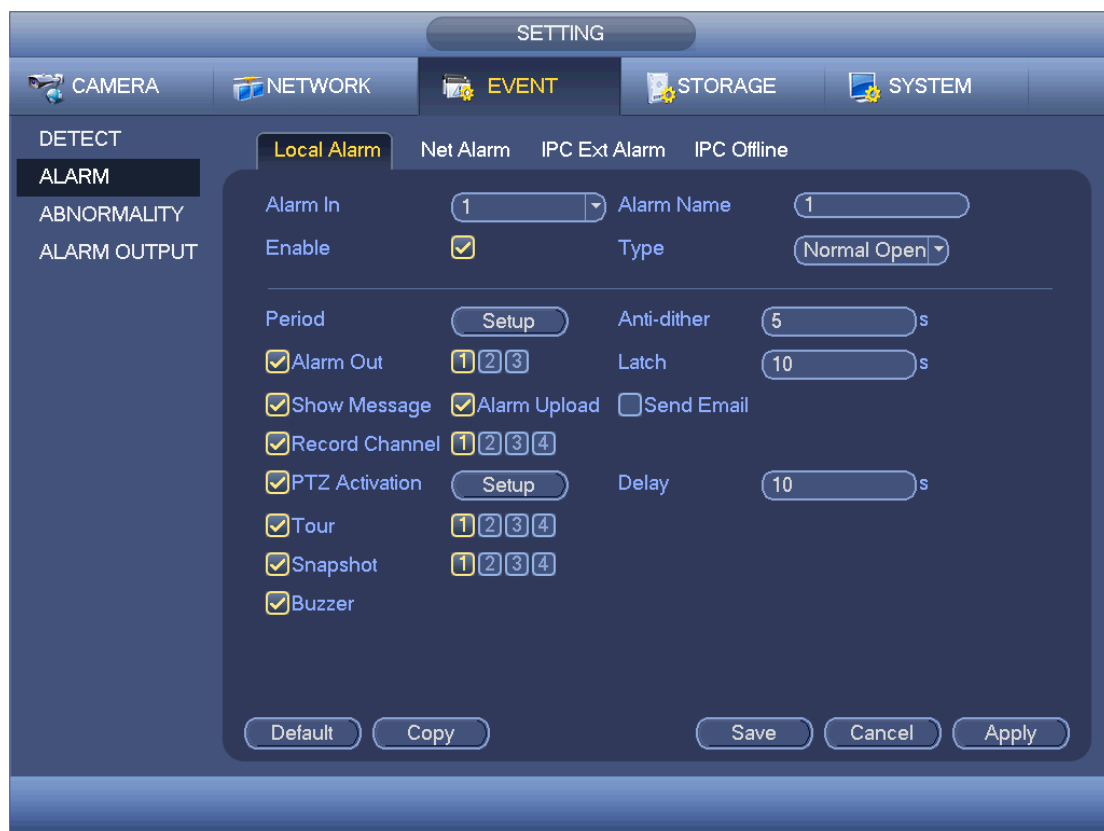 SETTING
CAMERA NETWORK EVENT STORAGE SYSTEM
DETECT
ALARM
ABNORMALITY
ALARM OUTPUT
Local Alarm Net Alarm IPC Ext Alarm IPC Offline
Alarm In 1 Alarm Name 1
Enable Type Normal Open
Period Setup Anti-dither 5 s
Alarm Out 1 2 3 Latch 10 s
Show Message Alarm Upload Send Email
Record Channel 1 2 3 4
PTZ Activation Setup Delay 10 s
Tour 1 2 3 4
Snapshot 1 2 3 4
Buzzer
Default Copy Save Cancel Apply